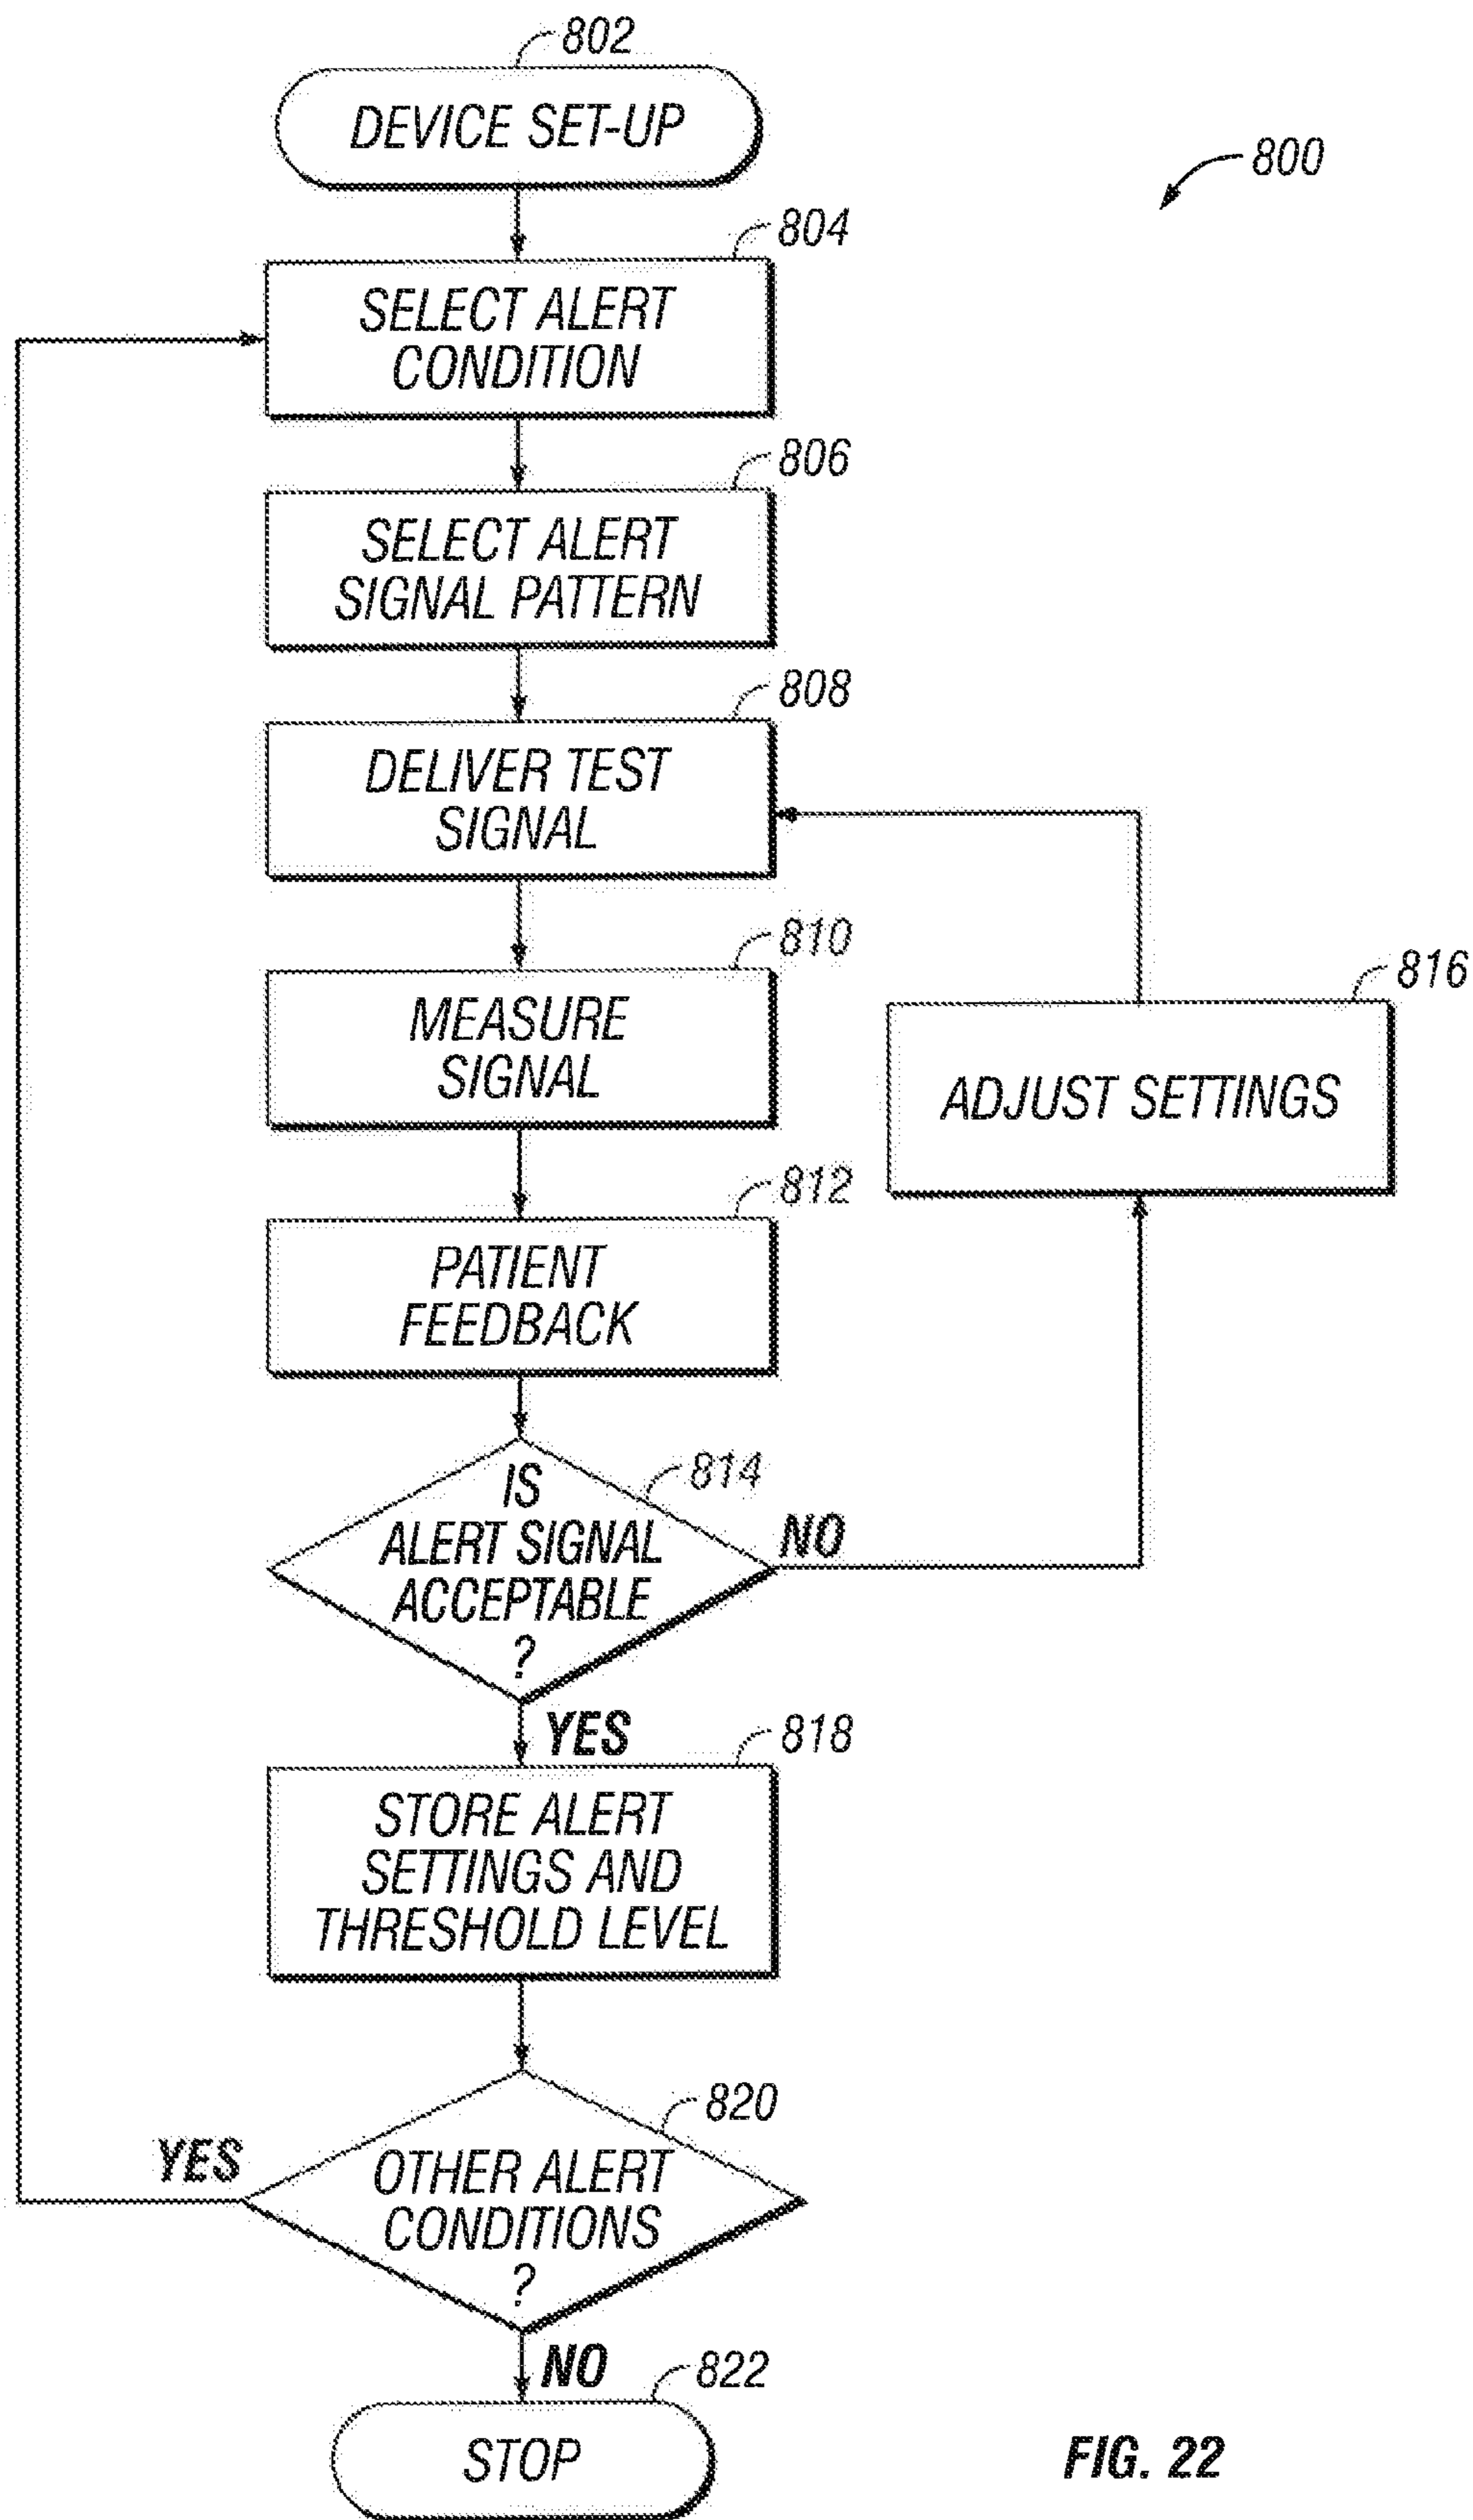 802
DEVICE SET-UP
800
804
SELECT ALERT
CONDITION
806
SELECT ALERT
SIGNAL PATTERN
808
DELIVER TEST
SIGNAL
810
MEASURE
SIGNAL
816
ADJUST SETTINGS
812
PATIENT
FEEDBACK
814
IS
ALERT SIGNAL
ACCEPTABLE
?
NO
YES
818
STORE ALERT
SETTINGS AND
THRESHOLD LEVEL
820
YES
OTHER ALERT
CONDITIONS
?
NO
822
STOP
FIG. 22